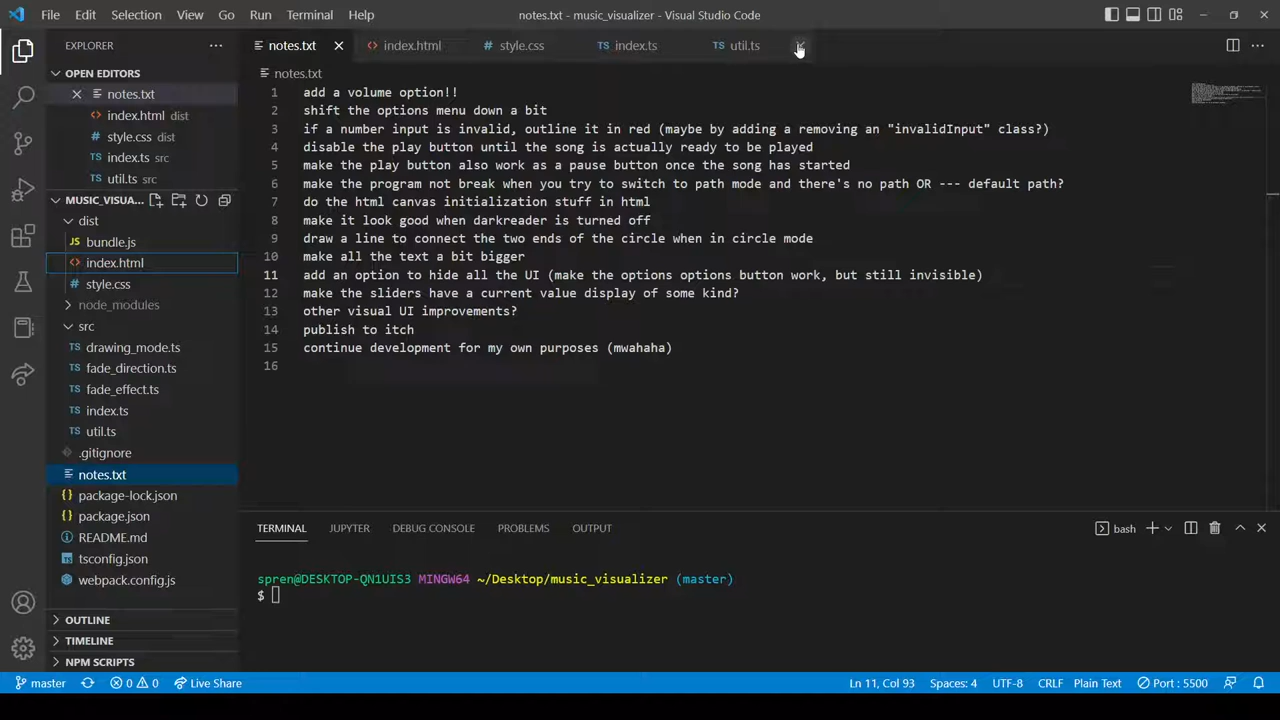 File Edit Selection View Go Run Terminal Help notes.txt - music_visualizer - Visual Studio Code
EXPLORER
OPEN EDITORS
notes.txt
index.html dist
style.css dist
index.ts src
util.ts src
MUSIC_VISUA...
dist
JS bundle.js
index.html
style.css
node_modules
src
TS drawing_mode.ts
TS fade_direction.ts
TS fade_effect.ts
TS index.ts
TS util.ts
.gitignore
notes.txt
{} package-lock.json
{} package.json
README.md
tsconfig.json
webpack.config.js
OUTLINE
TIMELINE
NPM SCRIPTS
notes.txt index.html style.css TS index.ts TS util.ts
notes.txt
1 add a volume option!!
2 shift the options menu down a bit
3 if a number input is invalid, outline it in red (maybe by adding a removing an "invalidInput" class?)
4 disable the play button until the song is actually ready to be played
5 make the play button also work as a pause button once the song has started
6 make the program not break when you try to switch to path mode and there's no path OR --- default path?
7 do the html canvas initialization stuff in html
8 make it look good when darkreader is turned off
9 draw a line to connect the two ends of the circle when in circle mode
10 make all the text a bit bigger
11 add an option to hide all the UI (make the options options button work, but still invisible)
12 make the sliders have a current value display of some kind?
13 other visual UI improvements?
14 publish to itch
15 continue development for my own purposes (mwahaha)
16
TERMINAL JUPYTER DEBUG CONSOLE PROBLEMS OUTPUT bash
spren@DESKTOP-QN1UIS3 MINGW64 ~/Desktop/music_visualizer (master)
$
master 0 0 Live Share Ln 11, Col 93 Spaces: 4 UTF-8 CRLF Plain Text Port : 5500